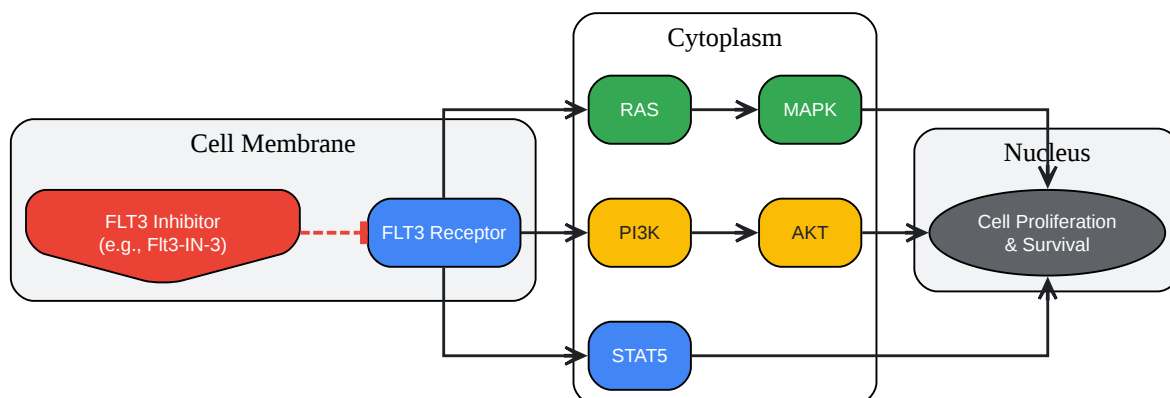 Cytoplasm
RAS
MAPK
Cell Membrane
Nucleus
FLT3 Inhibitor
(e.g., Flt3-IN-3)
FLT3 Receptor
PI3K
AKT
Cell Proliferation
& Survival
STAT5